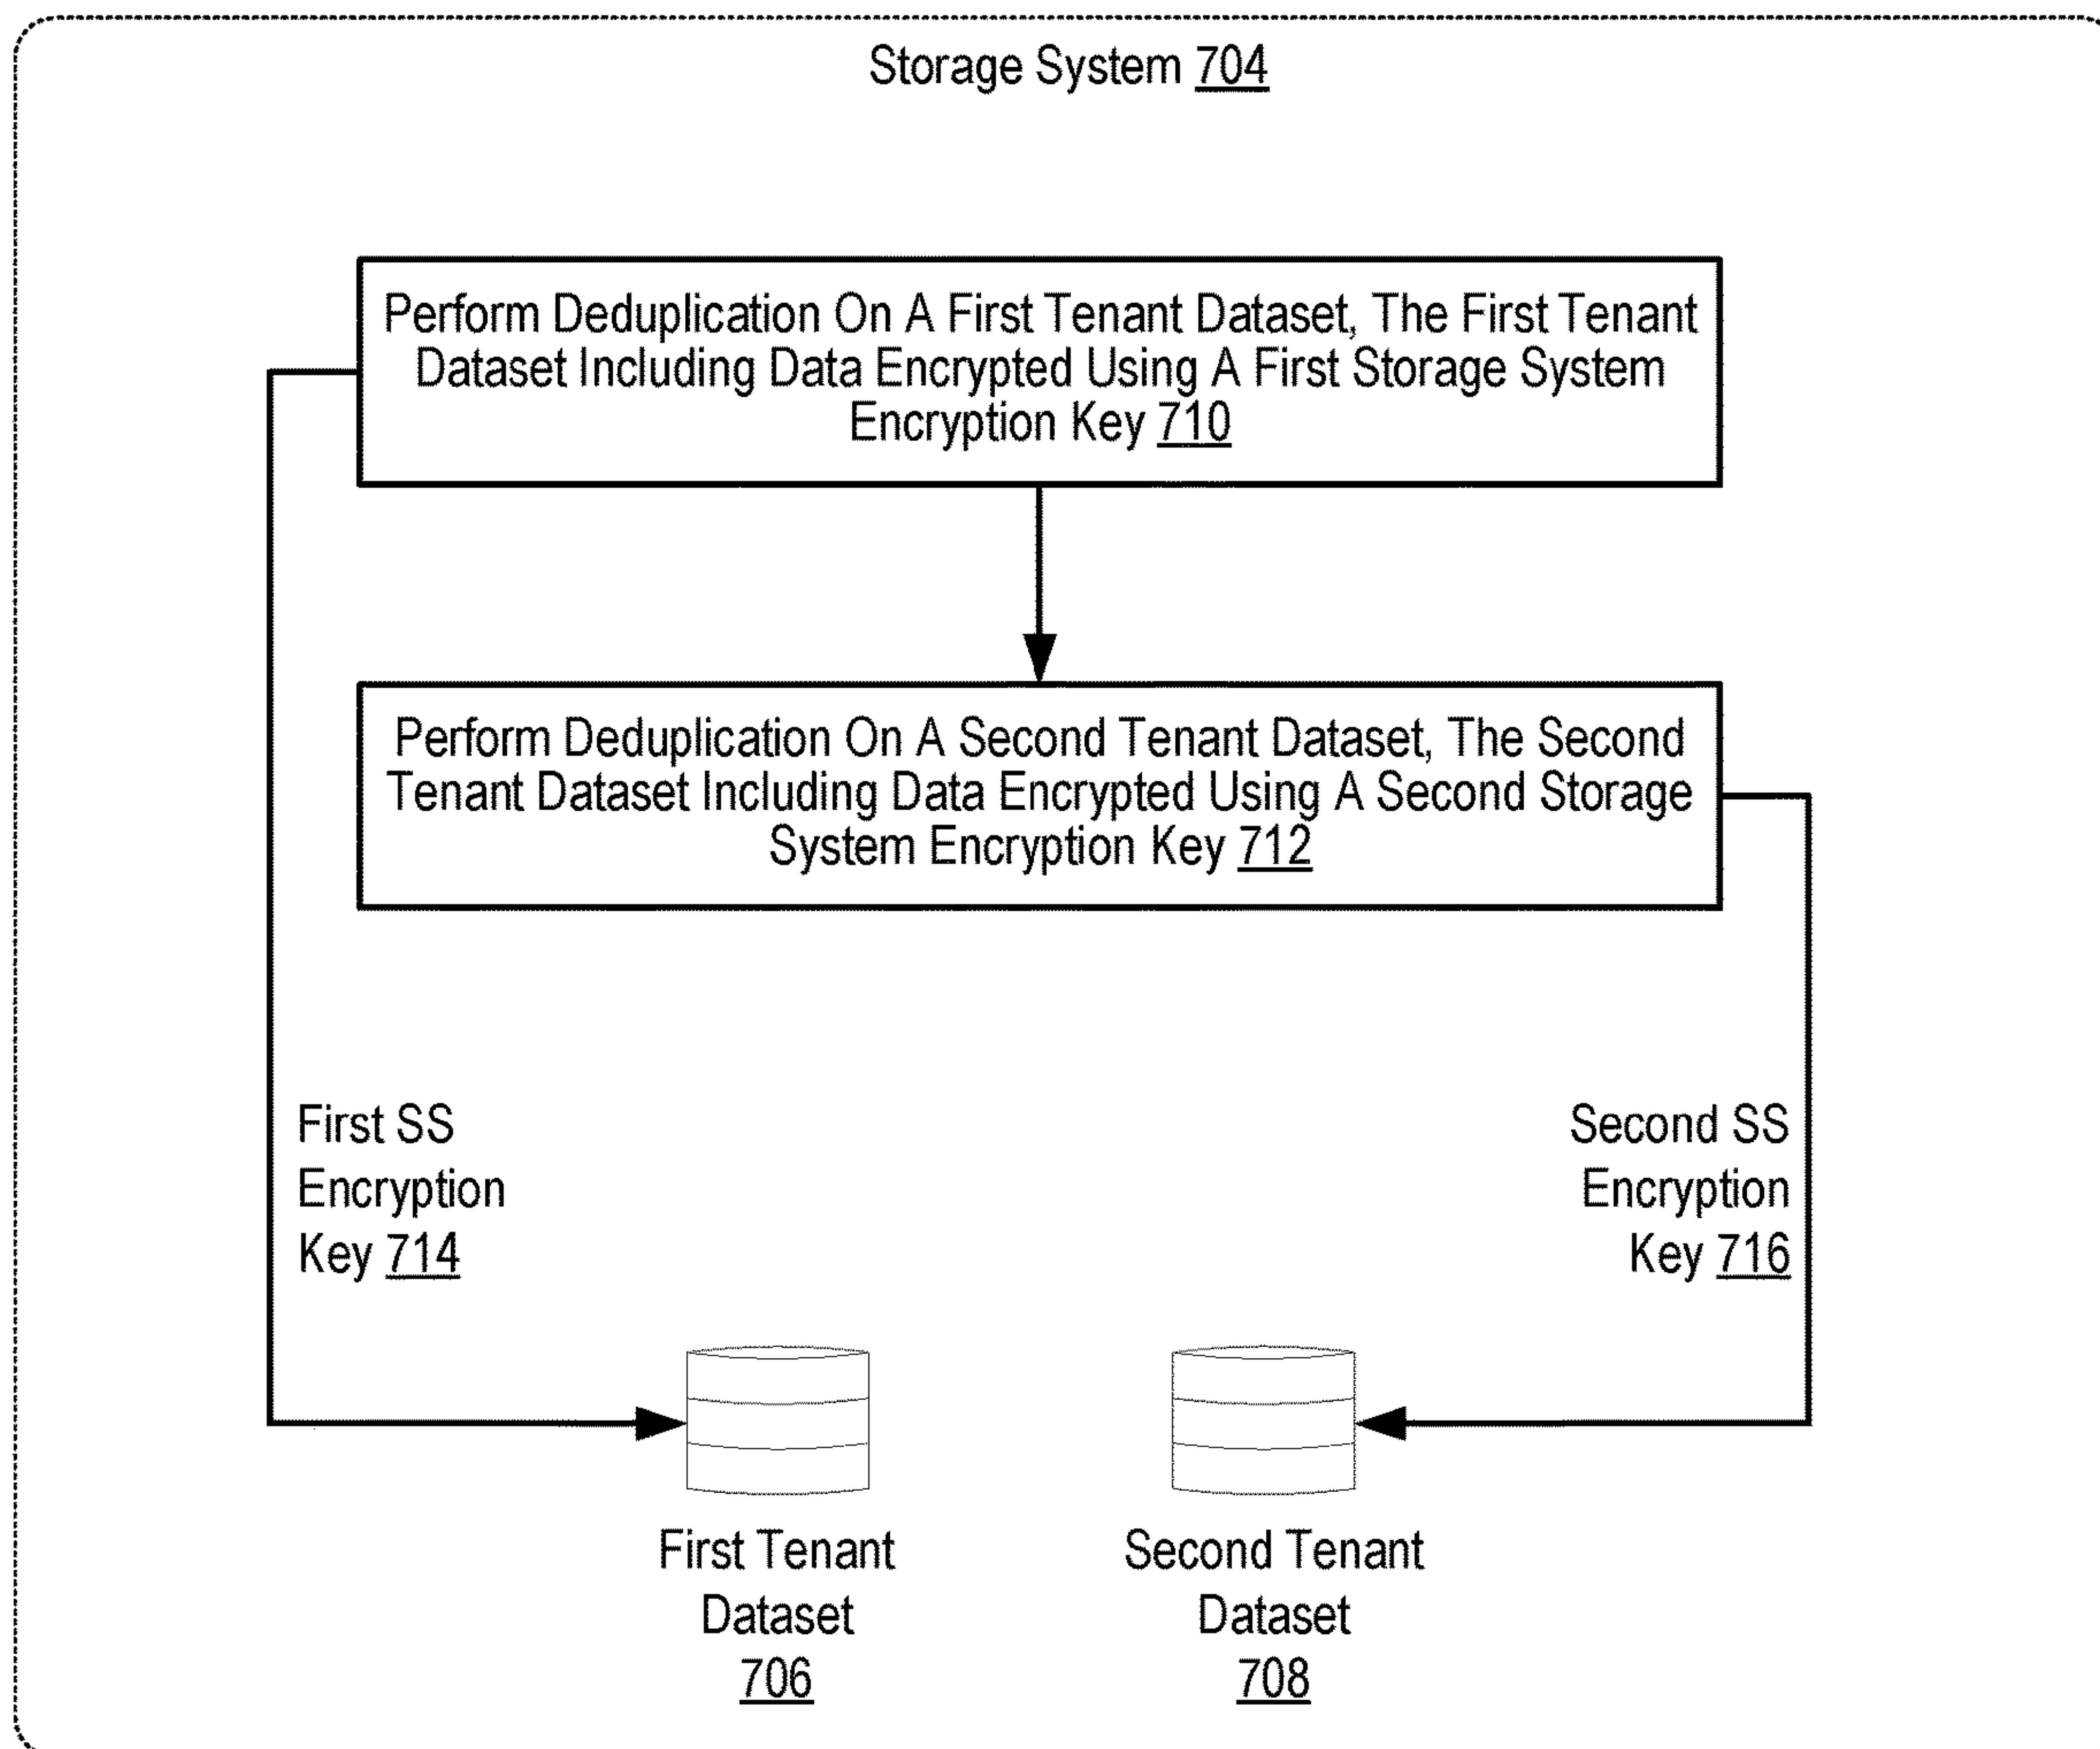 Storage System 704
Perform Deduplication On A First Tenant Dataset, The First Tenant
Dataset Including Data Encrypted Using A First Storage System
Encryption Key 710
Perform Deduplication On A Second Tenant Dataset, The Second
Tenant Dataset Including Data Encrypted Using A Second Storage
System Encryption Key 712
First SS
Encryption
Key 714
Second SS
Encryption
Key 716
First Tenant
Dataset
706
Second Tenant
Dataset
708